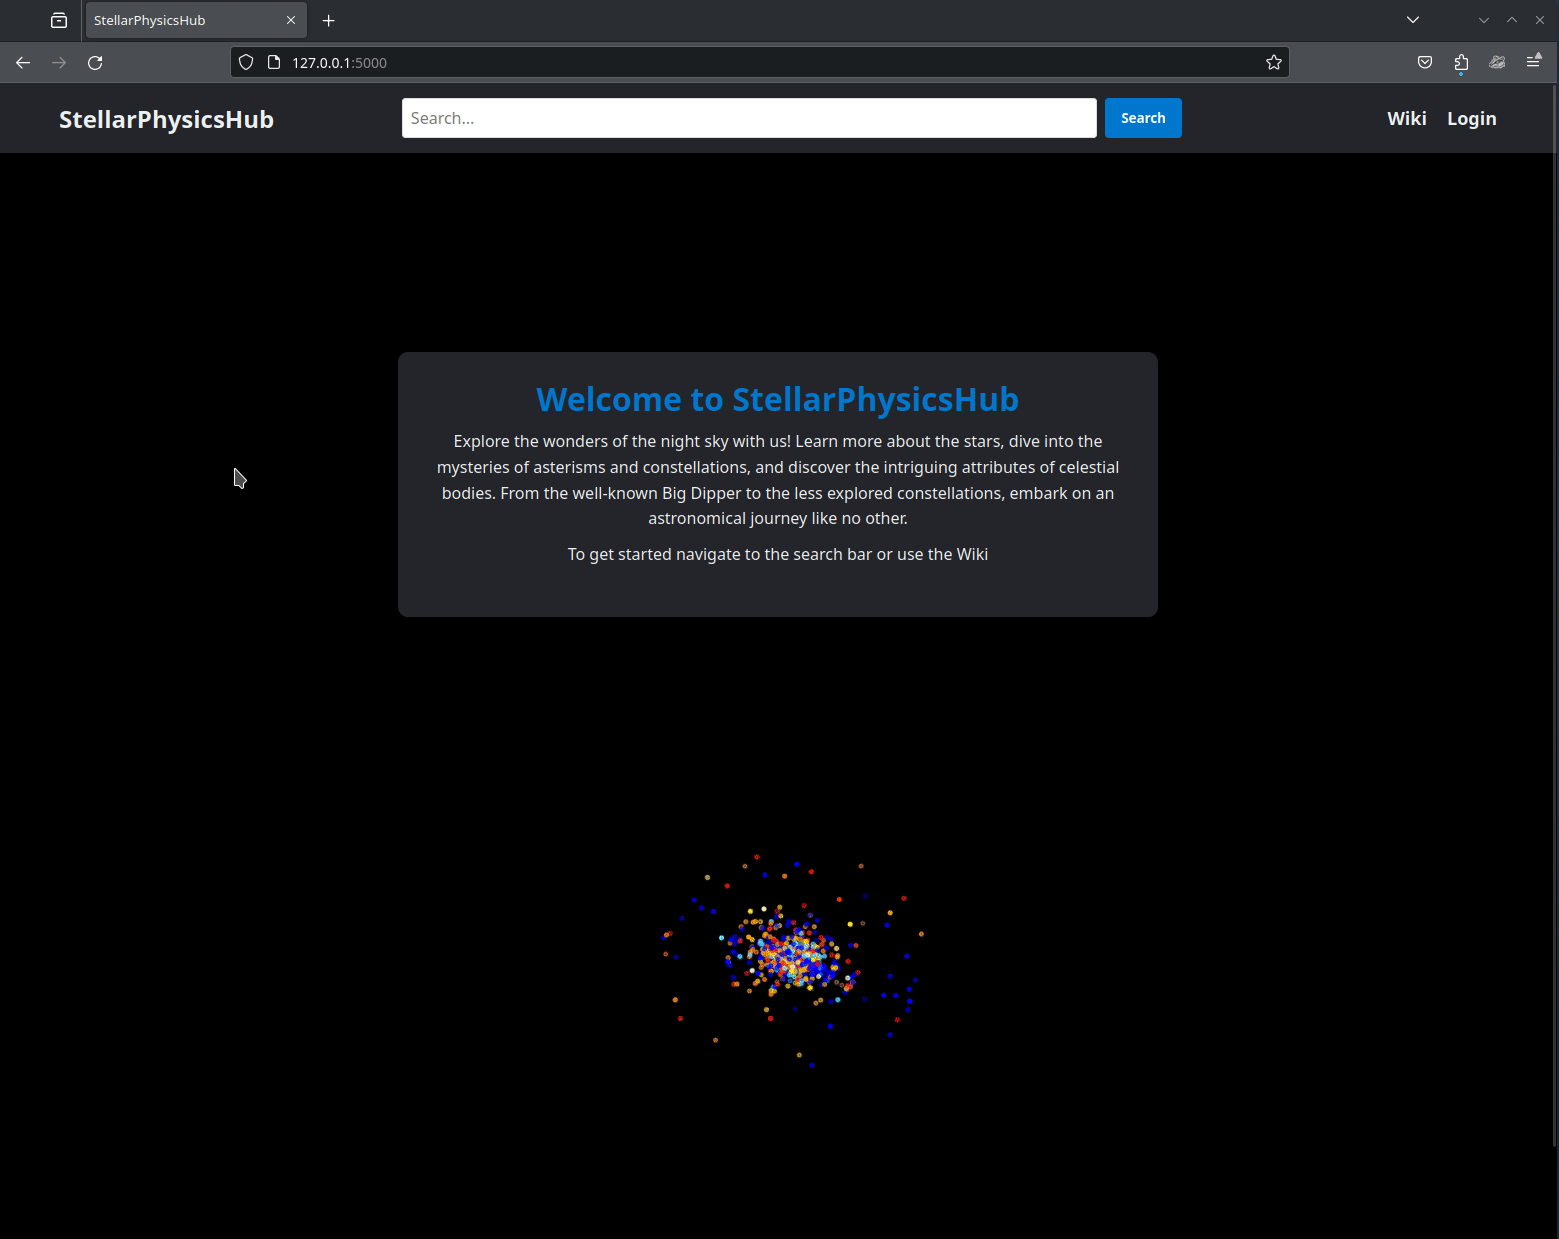 StellarPhysicsHub
127.0.0.1:5000
StellarPhysicsHub
Search...
Search
Wiki
Login
Welcome to StellarPhysicsHub
Explore the wonders of the night sky with us! Learn more about the stars, dive into the
mysteries of asterisms and constellations, and discover the intriguing attributes of celestial
bodies. From the well-known Big Dipper to the less explored constellations, embark on an
astronomical journey like no other.
To get started navigate to the search bar or use the Wiki